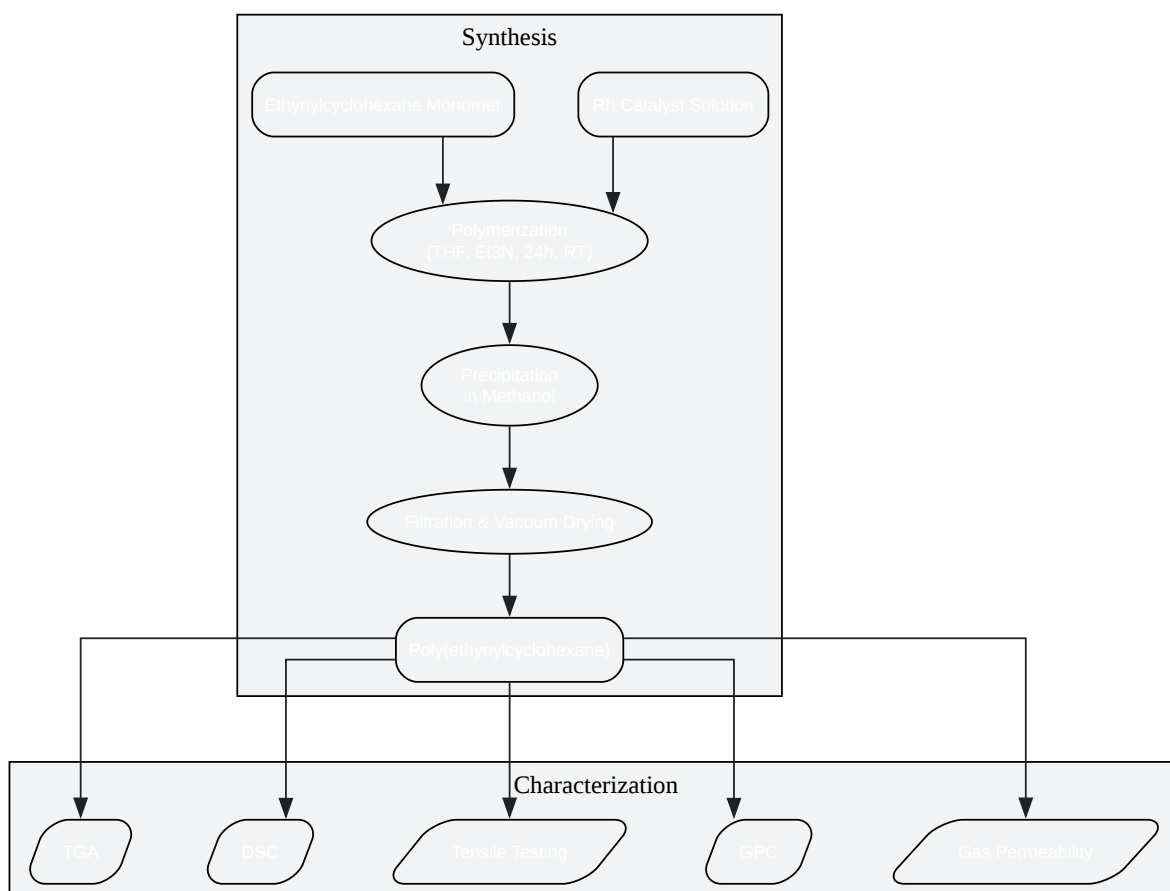 Synthesis
Ethynylcyclohexane Monomer
Rh Catalyst Solution
Polymerization
(THF, Et3N, 24h, RT)
Precipitation
in Methanol
Filtration & Vacuum Drying
Poly(ethynylcyclohexane)
Characterization
TGA
DSC
Tensile Testing
GPC
Gas Permeability